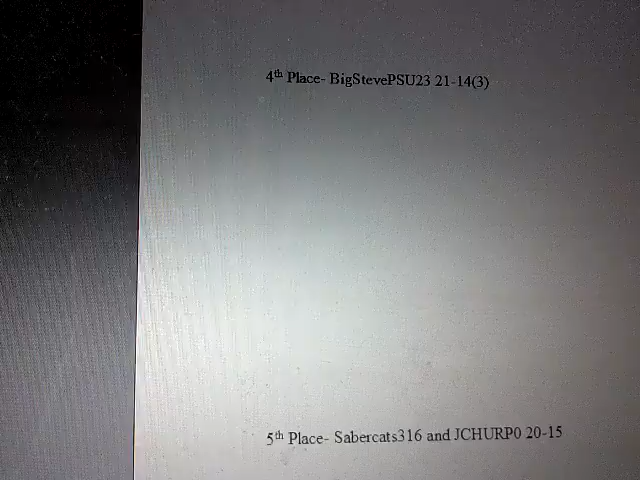 4th Place- BigStevePSU23 21-14(3)
5th Place- Sabercats316 and JCHURP0 20-15